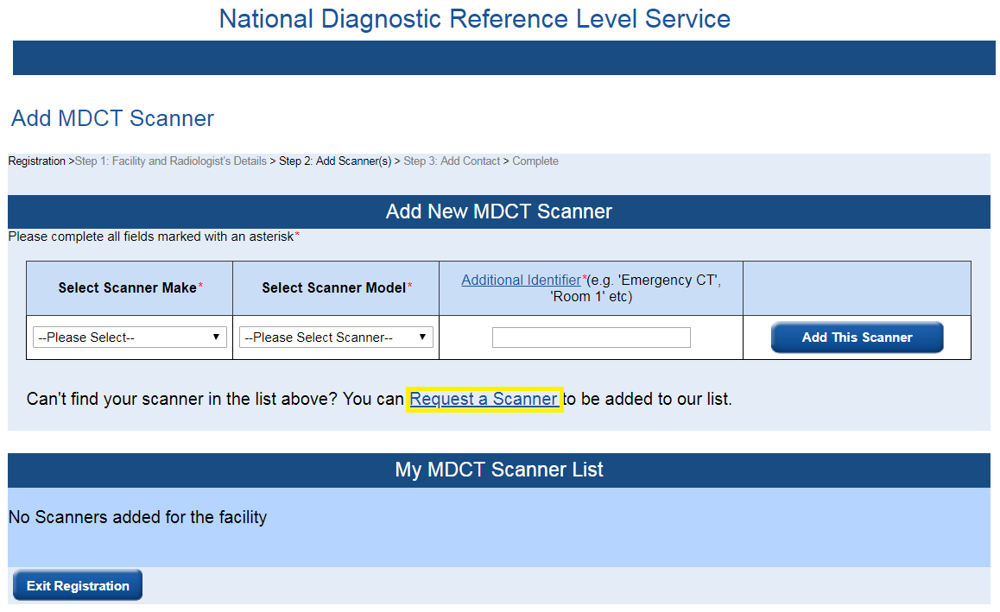 National Diagnostic Reference Level Service
Add MDCT Scanner
Registration >Step 1: Facility and Radiologist's Details > Step 2: Add Scanner(s) > Step 3: Add Contact > Complete
Add New MDCT Scanner
Please complete all fields marked with an asterisk*
Select Scanner Make*
Select Scanner Model*
Additional Identifier*(e.g. 'Emergency CT',
'Room 1' etc)
--Please Select--
--Please Select Scanner--
Add This Scanner
Can't find your scanner in the list above? You can Request a Scanner to be added to our list.
My MDCT Scanner List
No Scanners added for the facility
Exit Registration